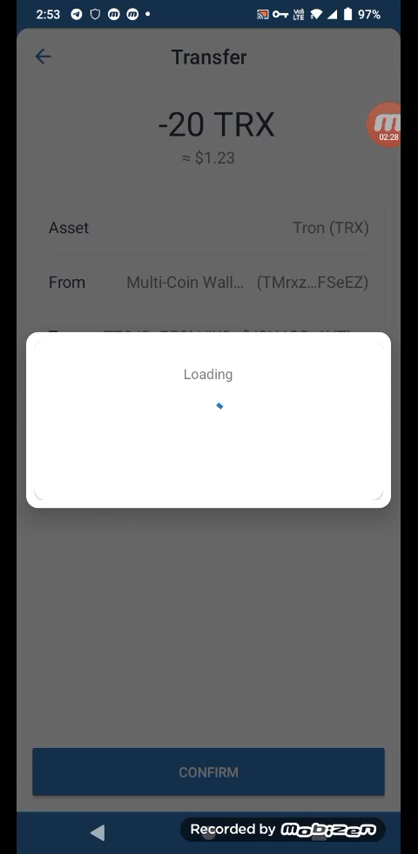 2:53 97%
Transfer
-20 TRX
≈ $1.23
02:28
Asset Tron (TRX)
From Multi-Coin Wall... (TMrxz...FSeEZ)
Loading
CONFIRM
Recorded by mobizen